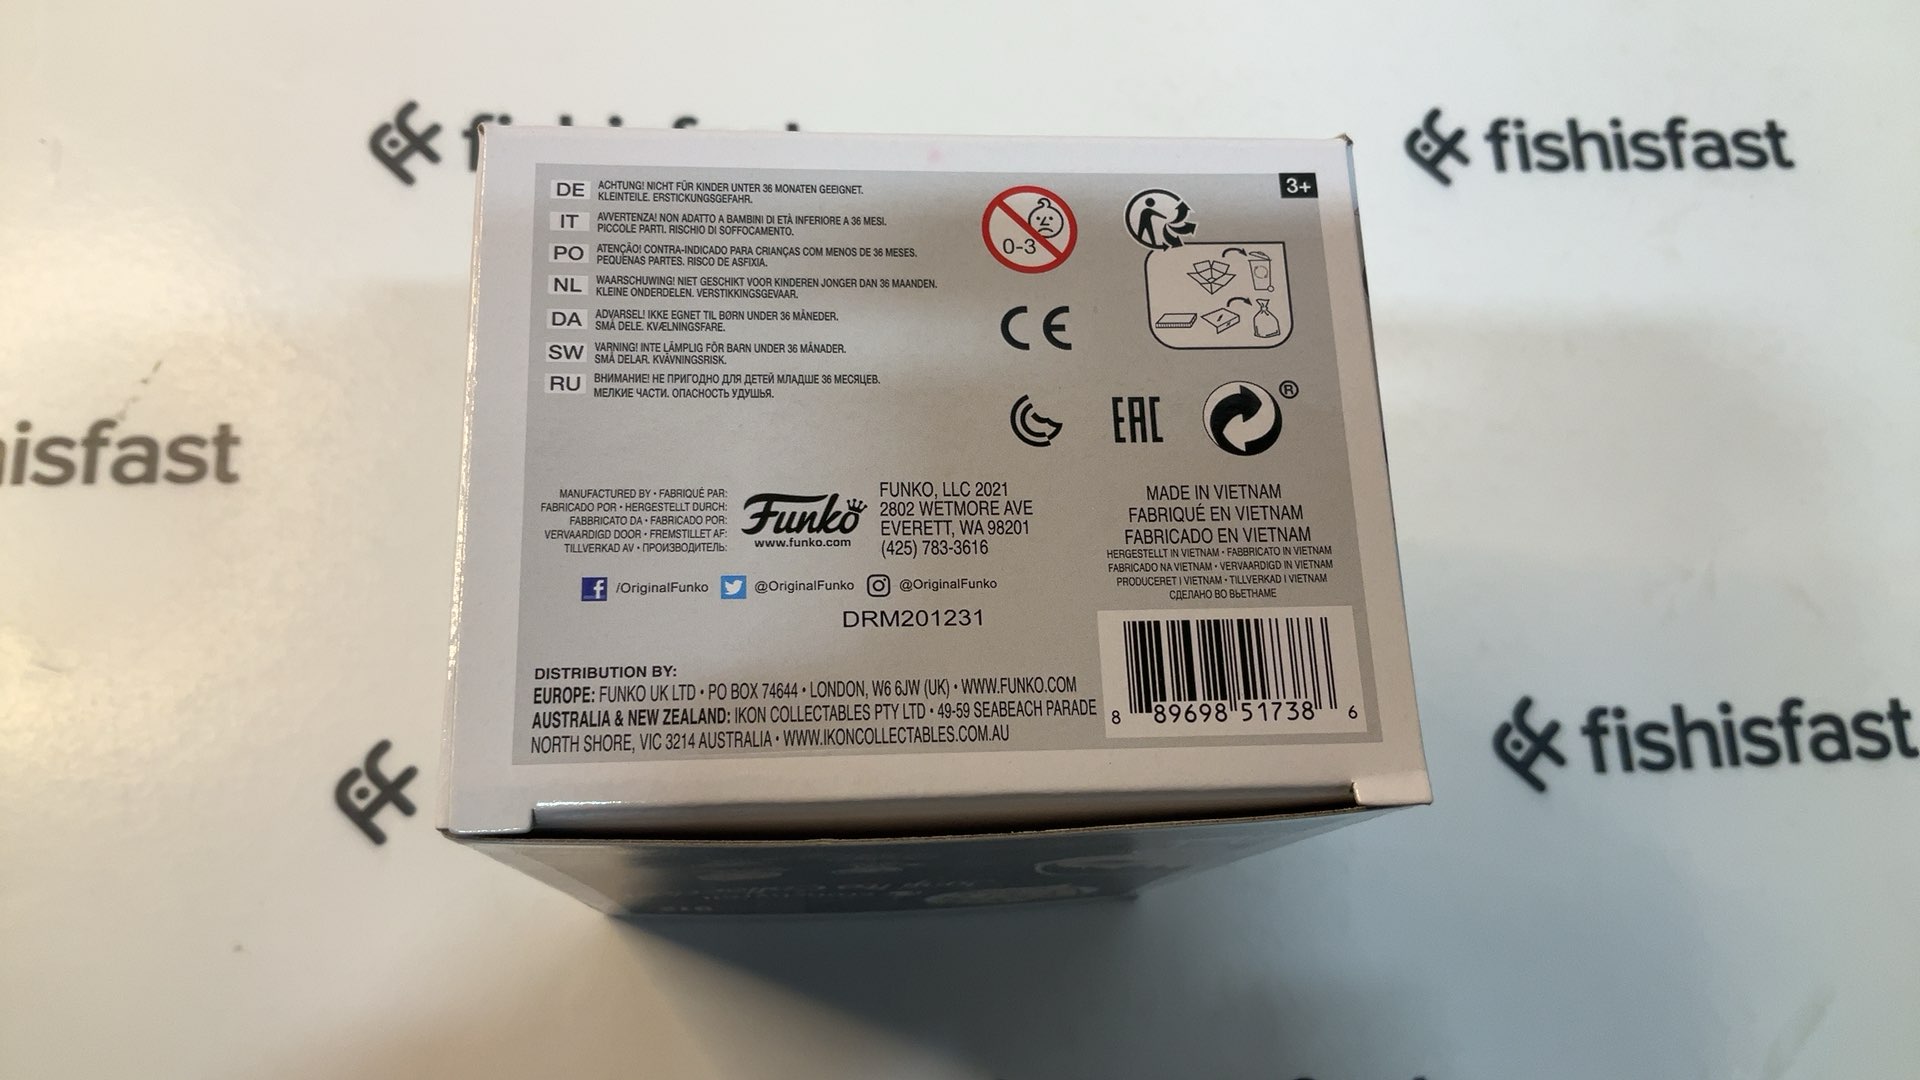 fishisfast
fishisfast
fishisfast
DE ACHTUNG! NICHT FÜR KINDER UNTER 36 MONATEN GEEIGNET.
KLEINTEILE. ERSTICKUNGSGEFAHR.
IT AVVERTENZA! NON ADATTO A BAMBINI DI ETÀ INFERIORE A 36 MESI.
PICCOLE PARTI. RISCHIO DI SOFFOCAMENTO.
PO ATENÇÃO! CONTRA-INDICADO PARA CRIANÇAS COM MENOS DE 36 MESES.
PEQUENAS PARTES. RISCO DE ASFIXIA.
NL WAARSCHUWING! NIET GESCHIKT VOOR KINDEREN JONGER DAN 36 MAANDEN.
KLEINE ONDERDELEN. VERSTIKKINGSGEVAAR.
DA ADVARSEL! IKKE EGNET TIL BØRN UNDER 36 MÅNEDER.
SMÅ DELE. KVÆLNINGSFARE.
SW VARNING! INTE LÄMPLIG FÖR BARN UNDER 36 MÅNADER.
SMÅ DELAR. KVÄVNINGSRISK.
RU ВНИМАНИЕ! НЕ ПРИГОДНО ДЛЯ ДЕТЕЙ МЛАДШЕ 36 МЕСЯЦЕВ.
МЕЛКИЕ ЧАСТИ. ОПАСНОСТЬ УДУШЬЯ.
0-3
3+
CE
EAC
®
MANUFACTURED BY • FABRIQUÉ PAR:
FABRICADO POR • HERGESTELLT DURCH:
FABBRICATO DA • FABRICADO POR:
VERVAARDIGD DOOR • FREMSTILLET AF:
TILLVERKAD AV • ПРОИЗВОДИТЕЛЬ:
Funko
www.funko.com
FUNKO, LLC 2021
2802 WETMORE AVE
EVERETT, WA 98201
(425) 783-3616
MADE IN VIETNAM
FABRIQUÉ EN VIETNAM
FABRICADO EN VIETNAM
HERGESTELLT IN VIETNAM • FABBRICATO IN VIETNAM
FABRICADO NA VIETNAM • VERVAARDIGD IN VIETNAM
PRODUCERET I VIETNAM • TILLVERKAD I VIETNAM
СДЕЛАНО ВО ВЬЕТНАМЕ
/OriginalFunko @OriginalFunko @OriginalFunko
DRM201231
DISTRIBUTION BY:
EUROPE: FUNKO UK LTD • PO BOX 74644 • LONDON, W6 6JW (UK) • WWW.FUNKO.COM
AUSTRALIA & NEW ZEALAND: IKON COLLECTABLES PTY LTD • 49-59 SEABEACH PARADE
NORTH SHORE, VIC 3214 AUSTRALIA • WWW.IKONCOLLECTABLES.COM.AU
8 89698 51738 6